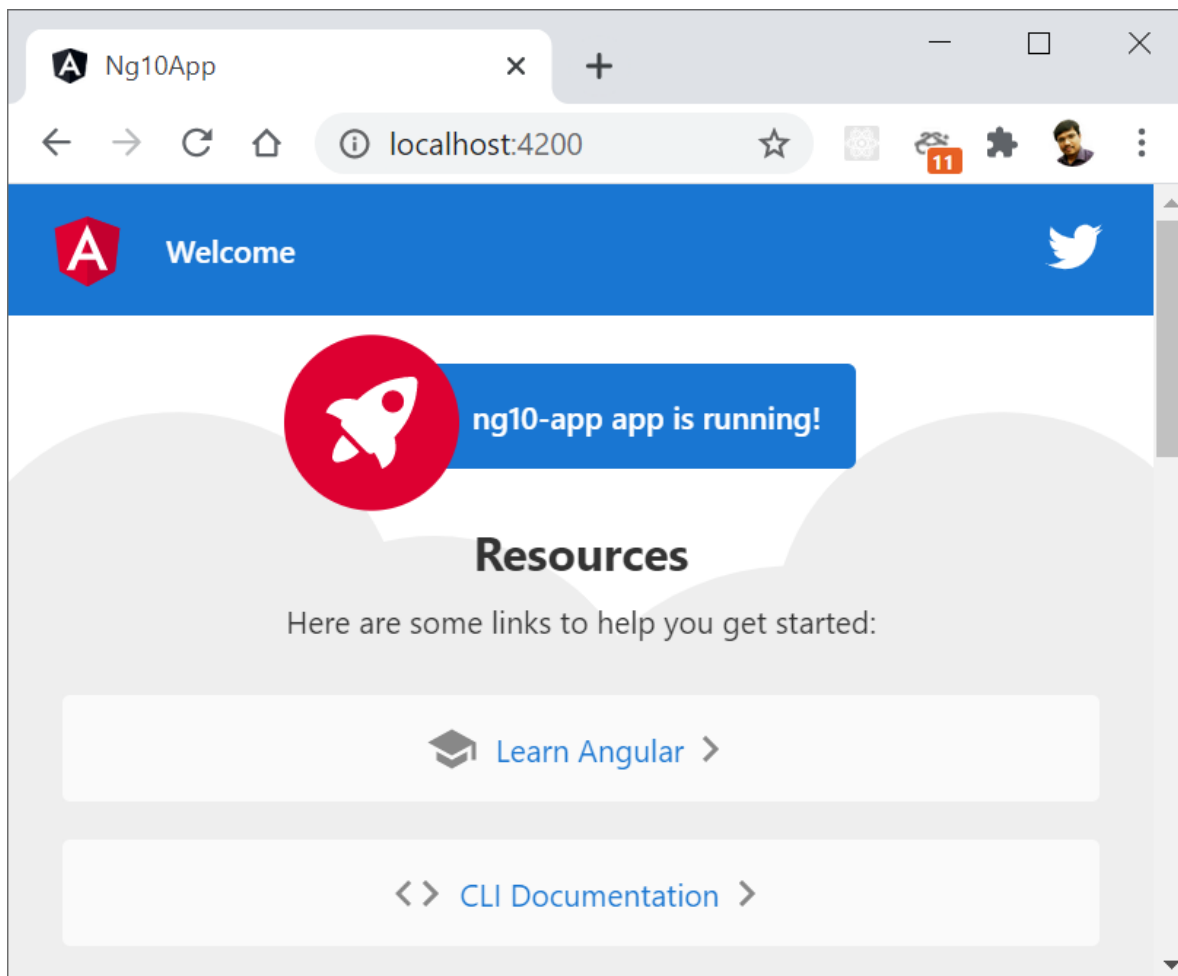 Ng10App
localhost:4200
11
Welcome
ng10-app app is running!
Resources
Here are some links to help you get started:
Learn Angular
CLI Documentation